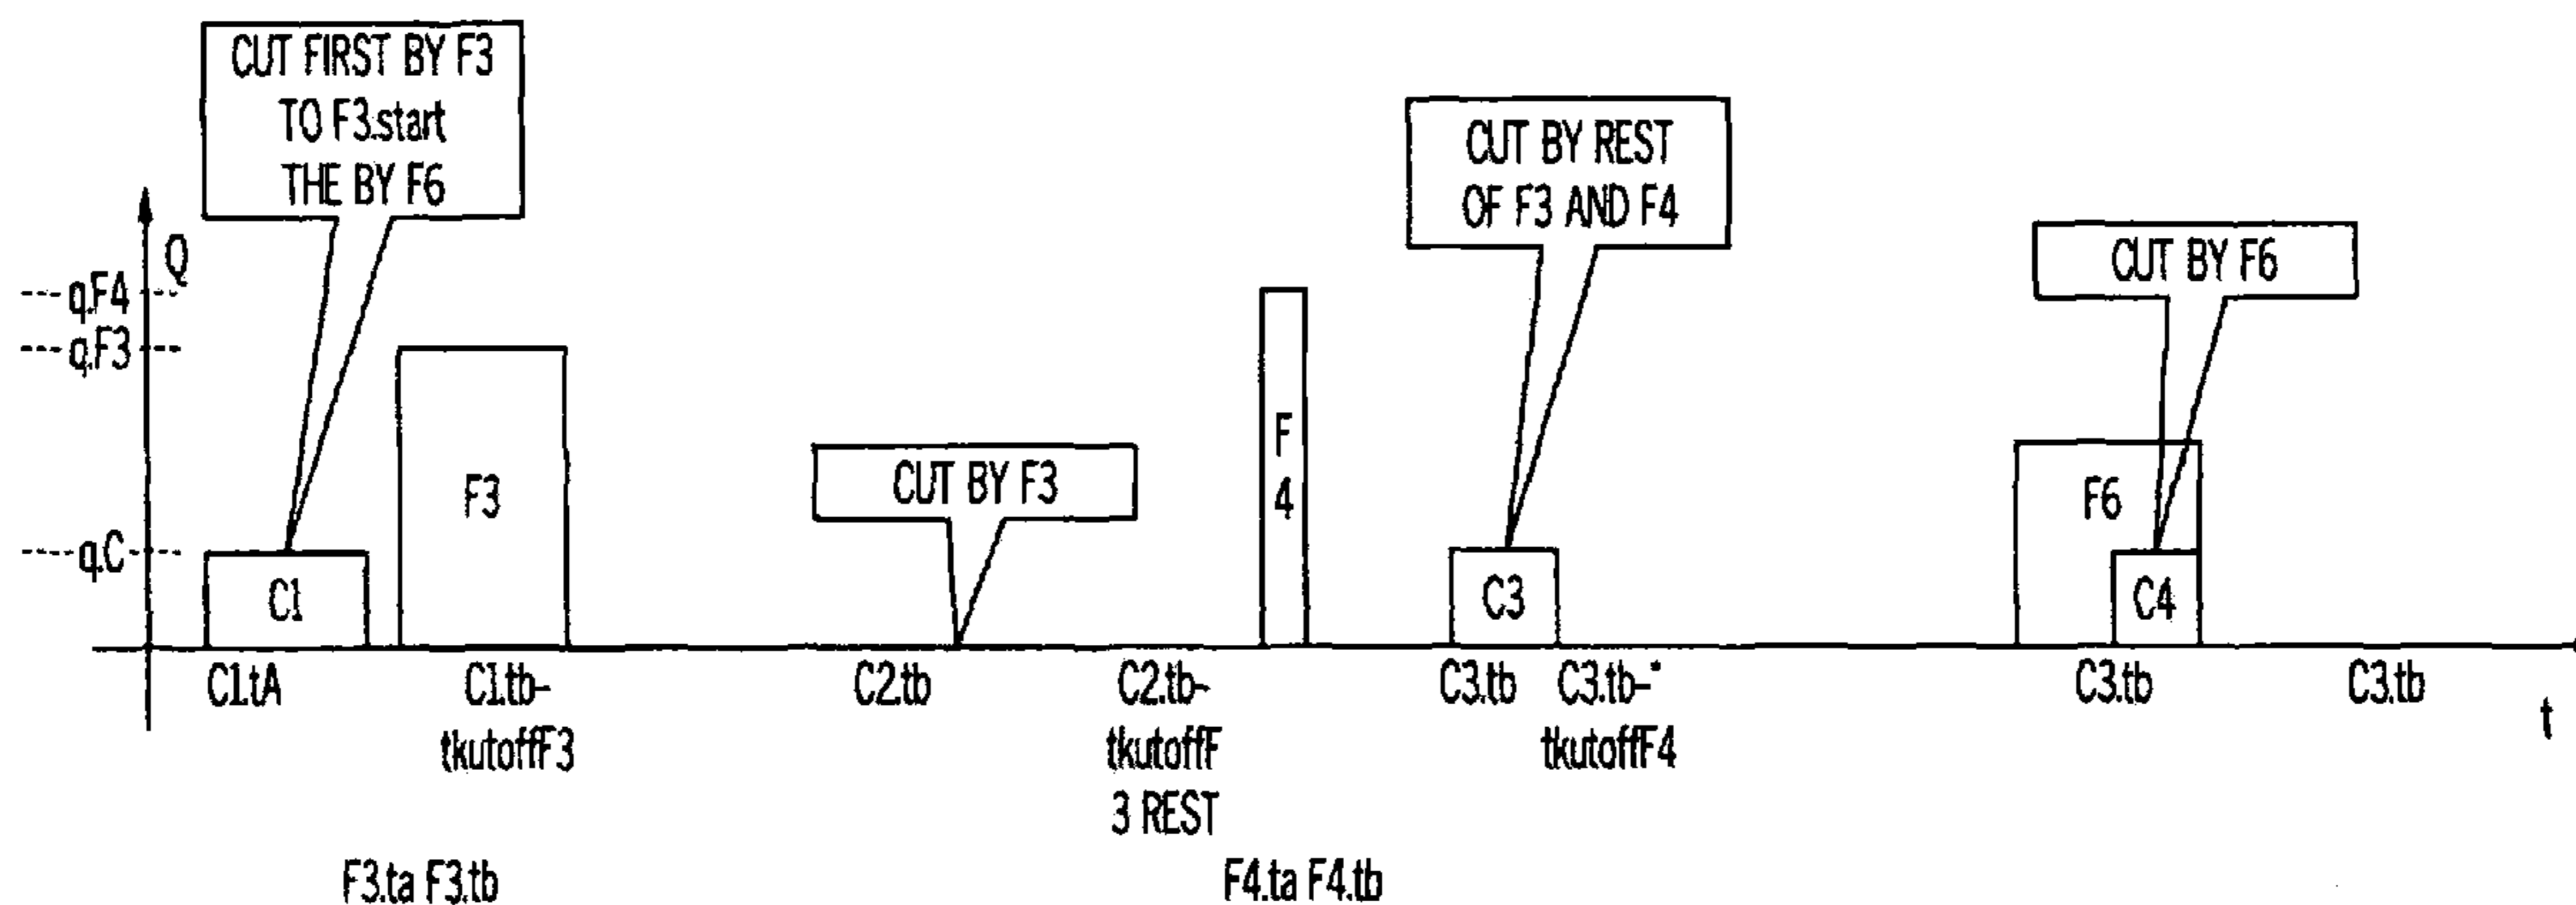 CUT FIRST BY F3
TO F3.start
THE BY F6
CUT BY REST
OF F3 AND F4
CUT BY F6
Q
q.F4
q.F3
F3
CUT BY F3
F
4
F6
q.C
C1
C3
C4
C1.tA
C1.tb-
tkutoffF3
C2.tb
C2.tb-
tkutoffF
3 REST
C3.tb
C3.tb-*
tkutoffF4
C3.tb
C3.tb
t
F3.ta F3.tb
F4.ta F4.tb